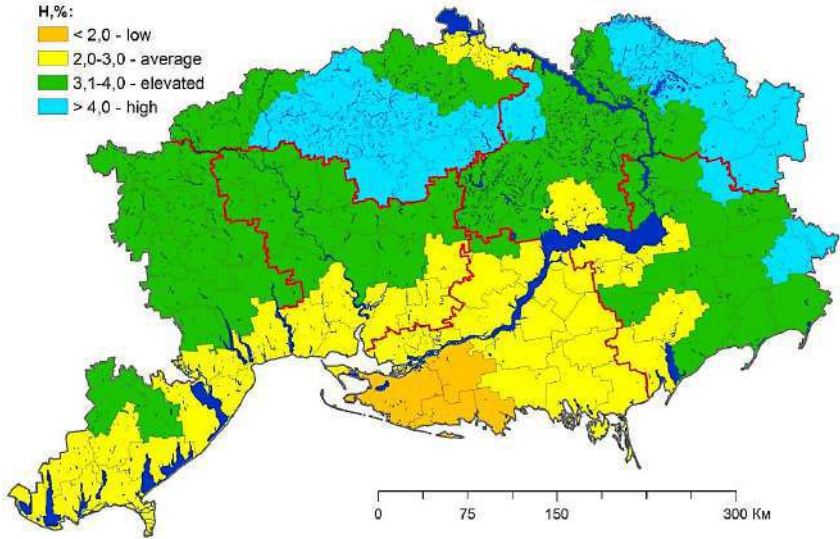 H,%:
< 2,0 - low
2,0-3,0 - average
3,1-4,0 - elevated
> 4,0 - high
0 75 150 300 Км